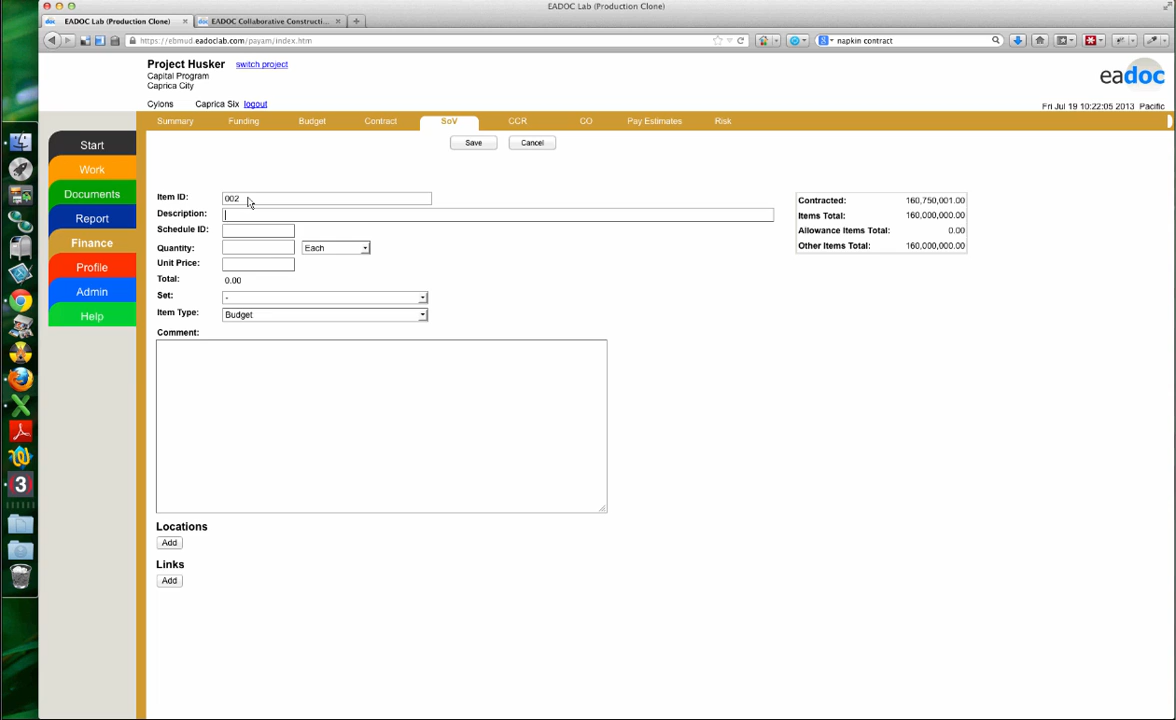 EADOC Lab (Production Clone)
EADOC Lab (Production Clone)
EADOC Collaborative Constructi...
https://ebmud.eadoclab.com/payam/index.htm
napkin contract
Project Husker switch project
Capital Program
Caprica City
Cylons Caprica Six logout
eadoc
Fri Jul 19 10:22:05 2013 Pacific
Summary Funding Budget Contract SoV CCR CO Pay Estimates Risk
Start
Work
Documents
Report
Finance
Profile
Admin
Help
Save Cancel
Item ID: 002
Description:
Schedule ID:
Quantity: Each
Unit Price:
Total: 0.00
Set: -
Item Type: Budget
Comment:
Contracted: 160,750,001.00
Items Total: 160,000,000.00
Allowance Items Total: 0.00
Other Items Total: 160,000,000.00
Locations
Add
Links
Add
3